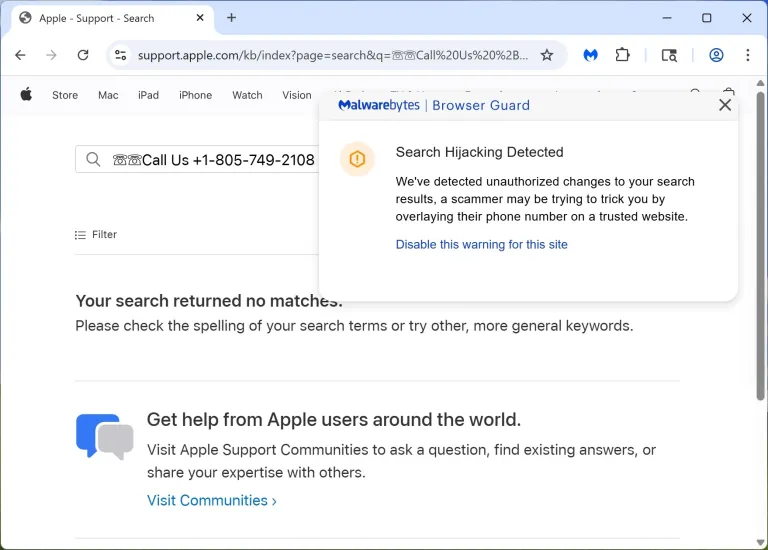 Apple - Support - Search
support.apple.com/kb/index?page=search&q=☏☏Call%20Us%20%2B...
Store Mac iPad iPhone Watch Vision
Malwarebytes | Browser Guard
☏☏Call Us +1-805-749-2108
Search Hijacking Detected
We've detected unauthorized changes to your search
results, a scammer may be trying to trick you by
overlaying their phone number on a trusted website.
Disable this warning for this site
Filter
Your search returned no matches.
Please check the spelling of your search terms or try other, more general keywords.
Get help from Apple users around the world.
Visit Apple Support Communities to ask a question, find existing answers, or
share your expertise with others.
Visit Communities ›